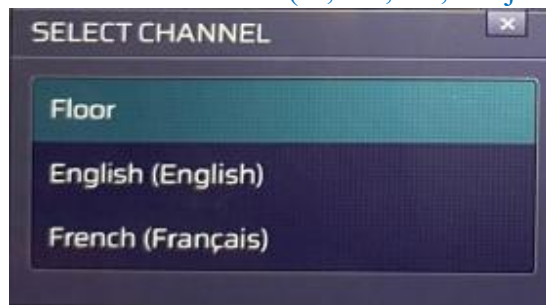 SELECT CHANNEL
Floor
English (English)
French (Français)